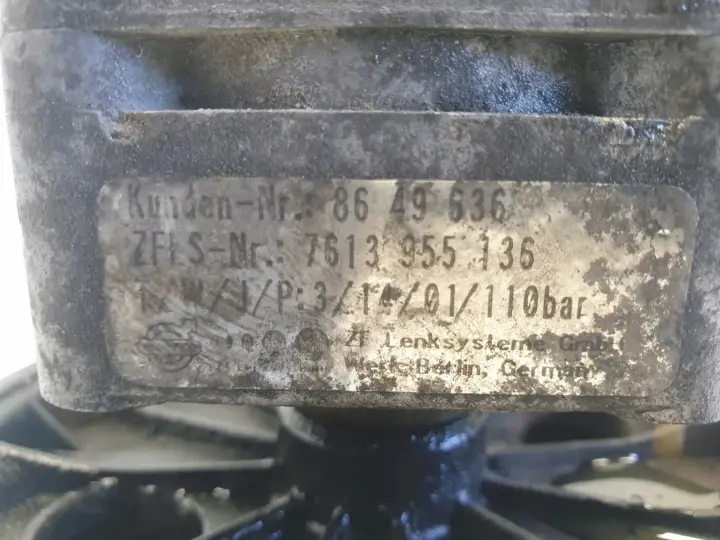 Kunden-Nr.: 86 49 636
ZFLS-Nr.: 7613 955 136
T/W/J/P:3/14/01/110bar
ZF Lenksysteme GmbH
Werk Berlin, Germany